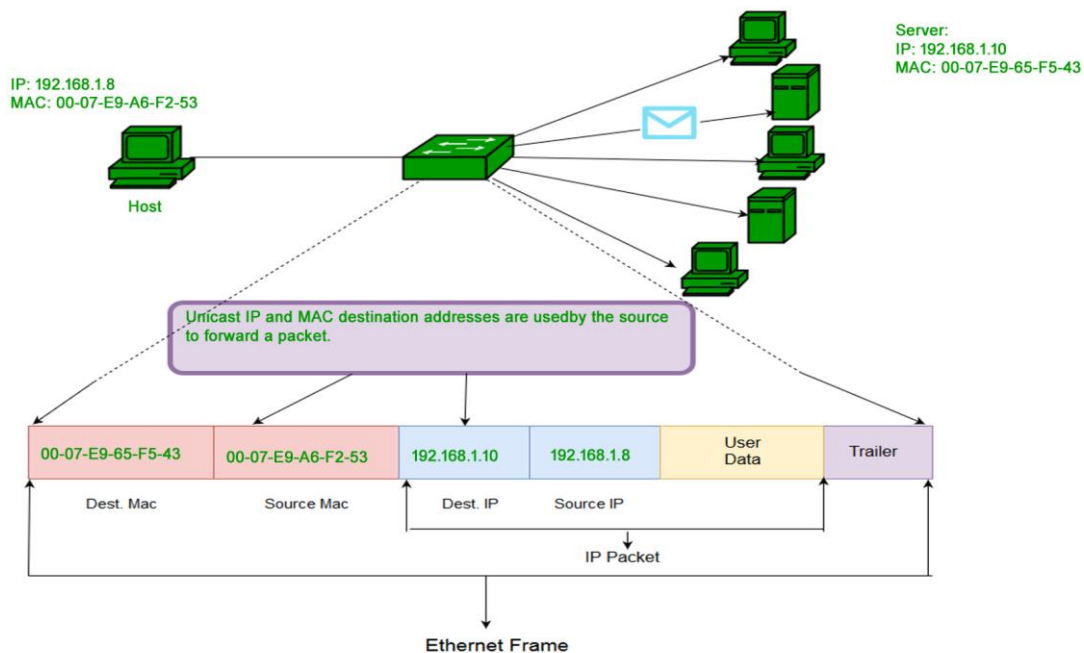 Server:
IP: 192.168.1.10
MAC: 00-07-E9-65-F5-43
IP: 192.168.1.8
MAC: 00-07-E9-A6-F2-53
Host
Unicast IP and MAC destination addresses are usedby the source
to forward a packet.
00-07-E9-65-F5-43
00-07-E9-A6-F2-53
192.168.1.10
192.168.1.8
User
Data
Trailer
Dest. Mac
Source Mac
Dest. IP
Source IP
IP Packet
Ethernet Frame